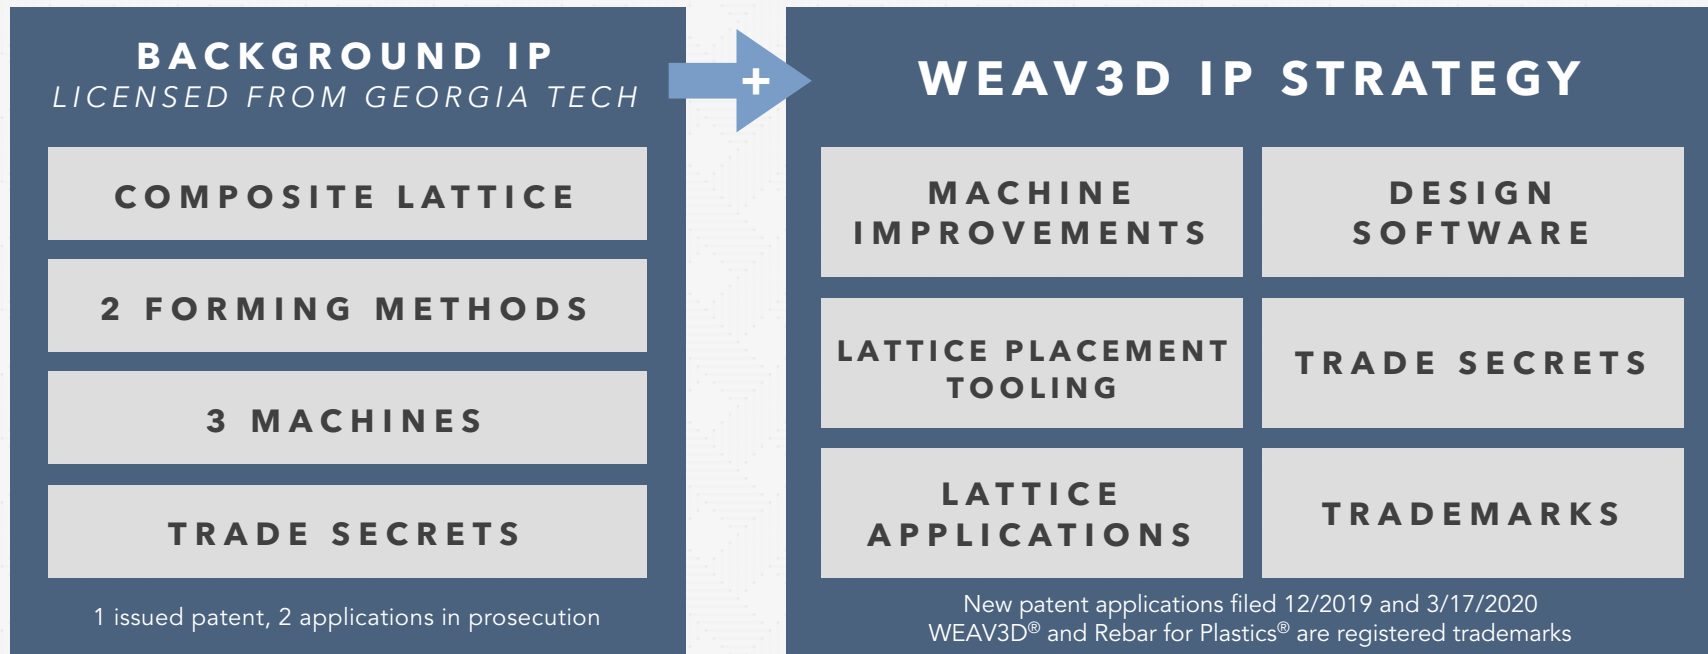 BACKGROUND IP
LICENSED FROM GEORGIA TECH
COMPOSITE LATTICE
2 FORMING METHODS
3 MACHINES
TRADE SECRETS
1 issued patent, 2 applications in prosecution
+
WEAV3D IP STRATEGY
MACHINE
IMPROVEMENTS
DESIGN
SOFTWARE
LATTICE PLACEMENT
TOOLING
TRADE SECRETS
LATTICE
APPLICATIONS
TRADEMARKS
New patent applications filed 12/2019 and 3/17/2020
WEAV3D® and Rebar for Plastics® are registered trademarks